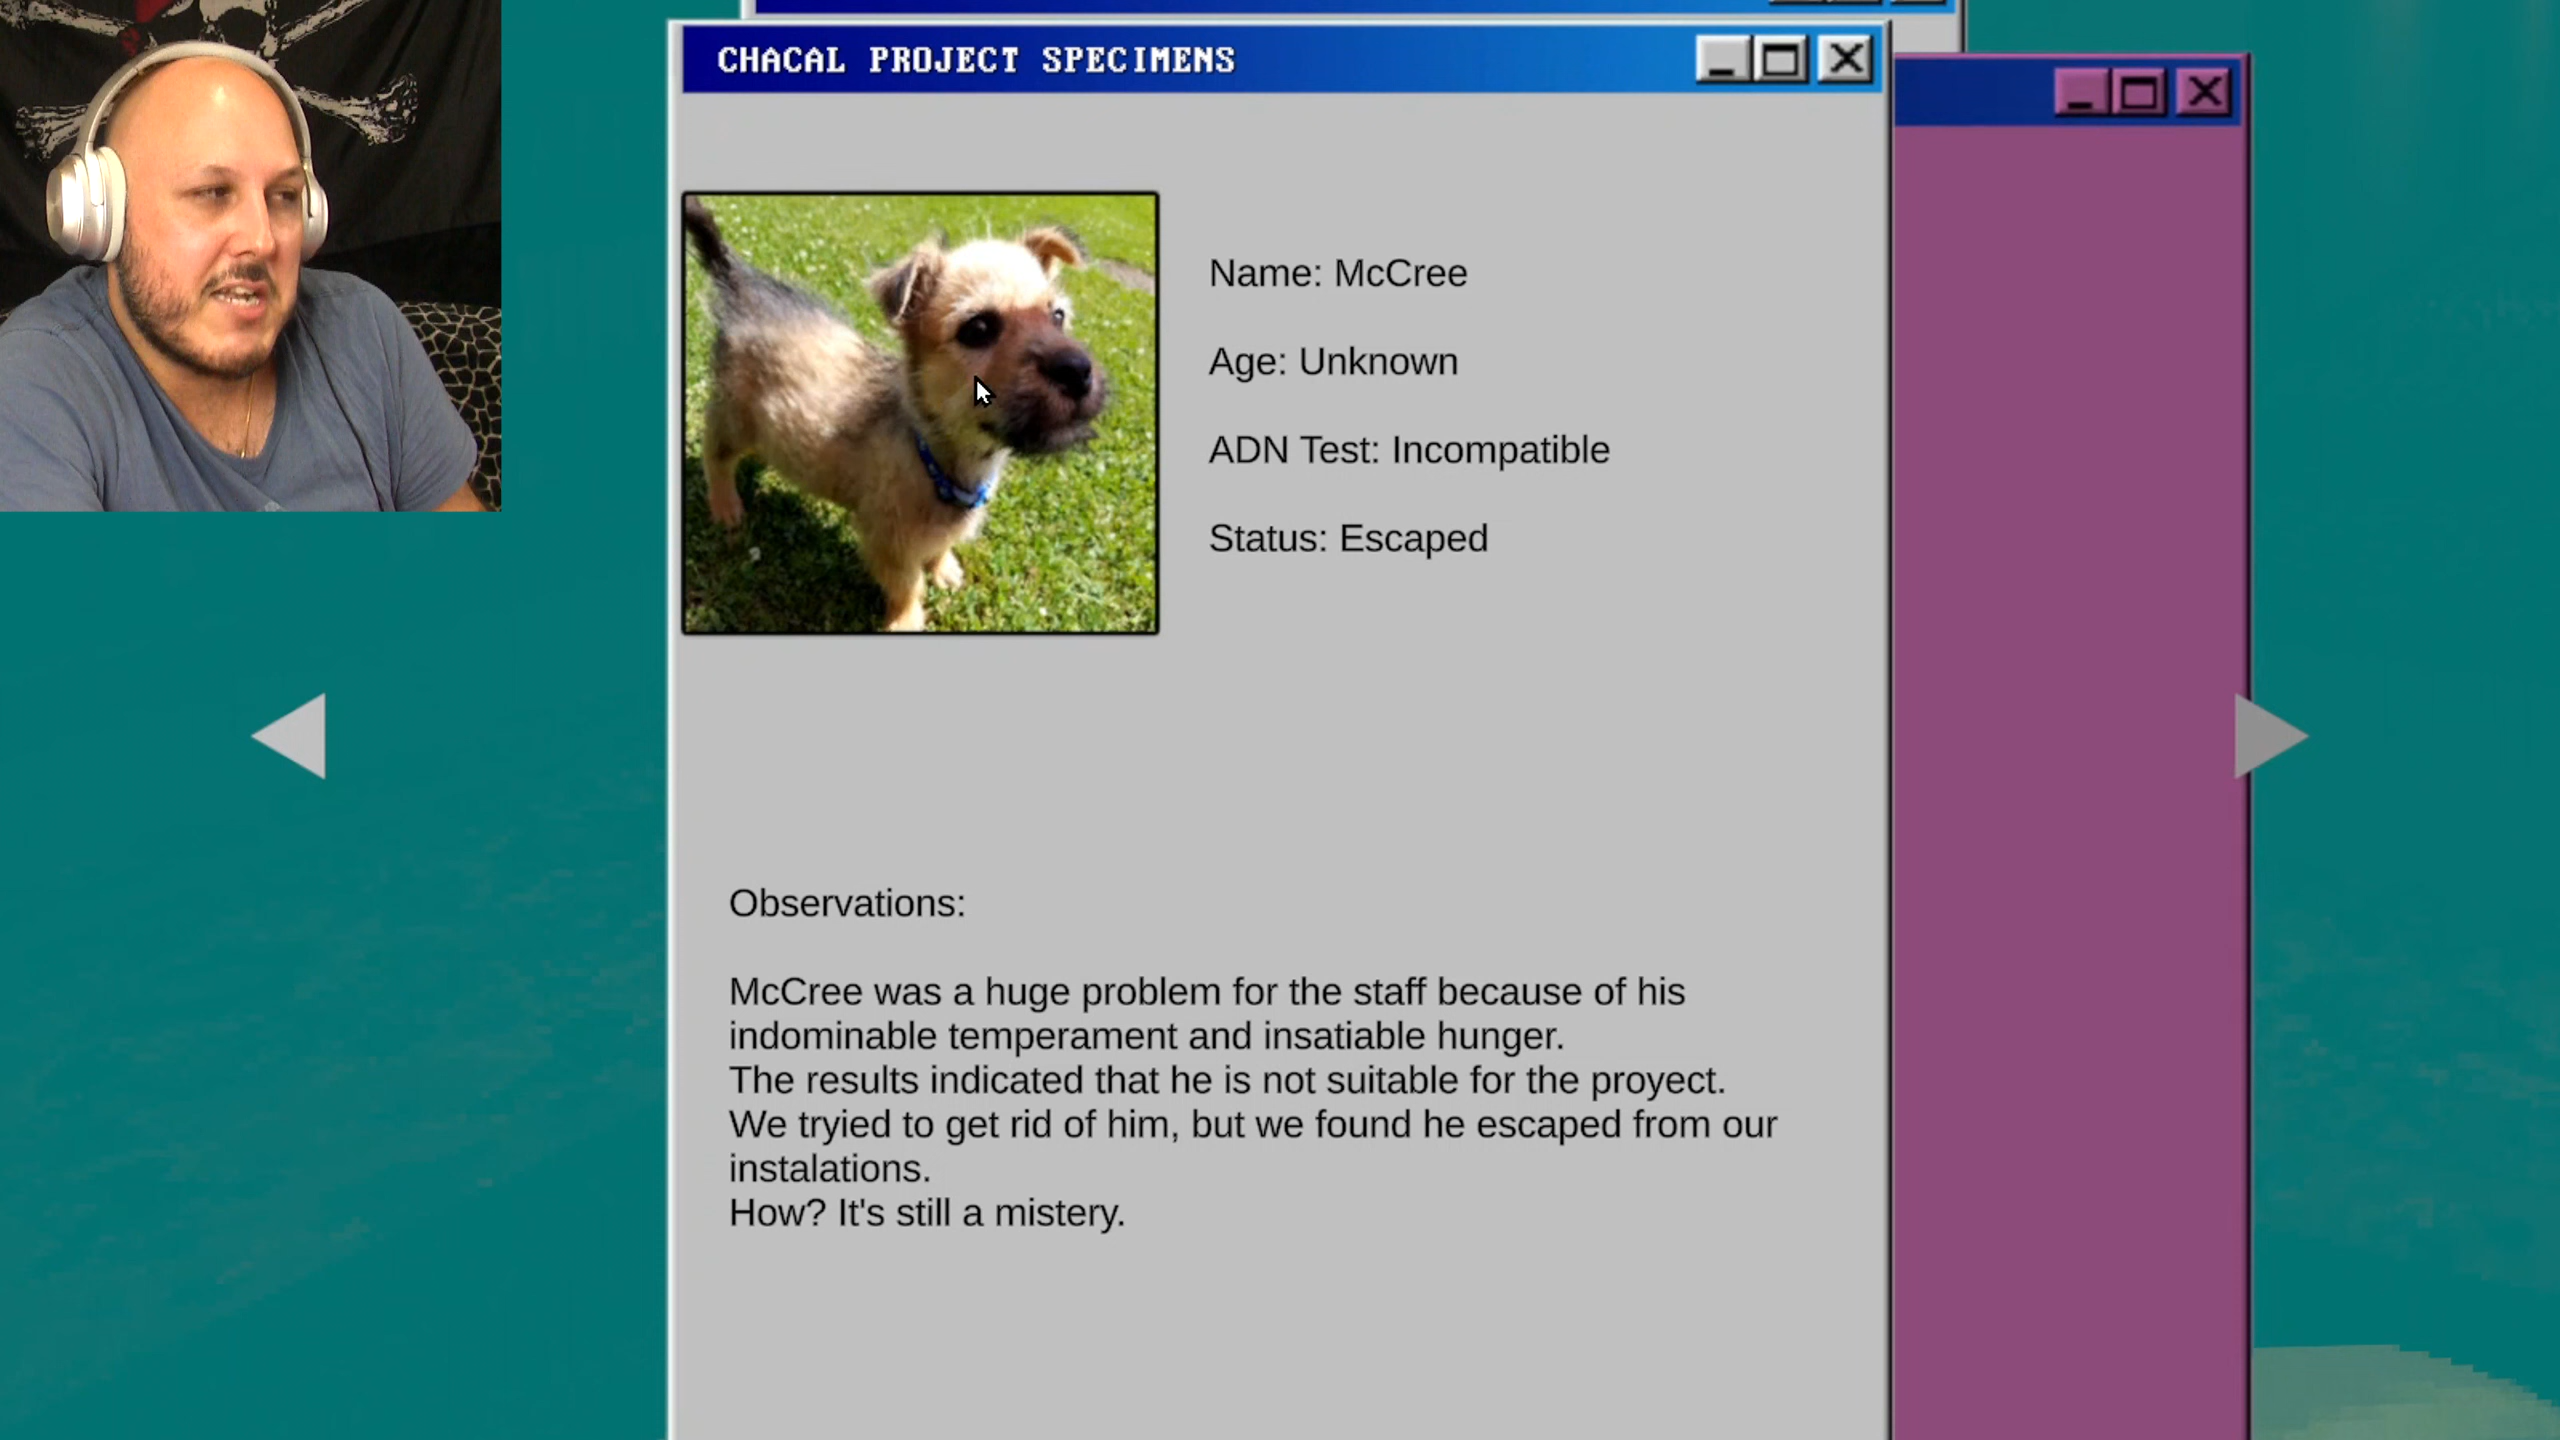 CHACAL PROJECT SPECIMENS
Name: McCree
Age: Unknown
ADN Test: Incompatible
Status: Escaped
Observations:
McCree was a huge problem for the staff because of his
indominable temperament and insatiable hunger.
The results indicated that he is not suitable for the proyect.
We tryied to get rid of him, but we found he escaped from our
instalations.
How? It's still a mistery.